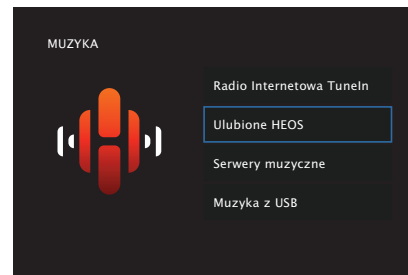 MUZYKA
Radio Internetowa TuneIn
Ulubione HEOS
Serwery muzyczne
Muzyka z USB